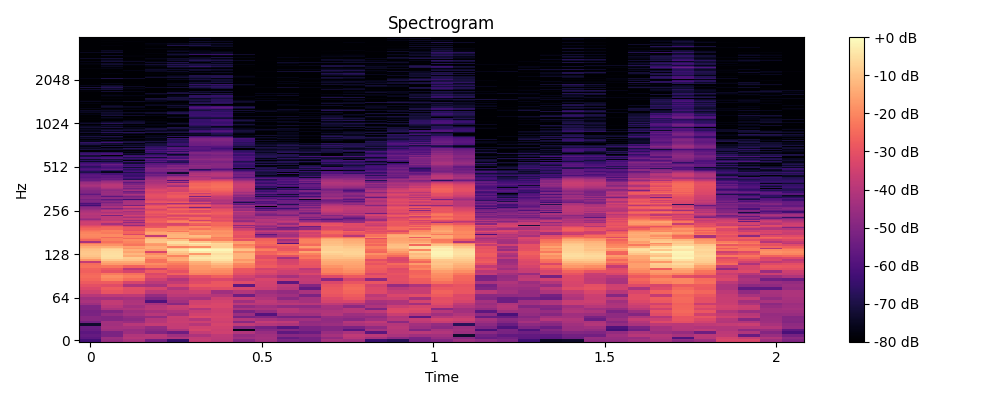 Spectrogram
Hz
2048
1024
512
256
128
64
0
0
0.5
1
1.5
2
Time
+0 dB
-10 dB
-20 dB
-30 dB
-40 dB
-50 dB
-60 dB
-70 dB
-80 dB